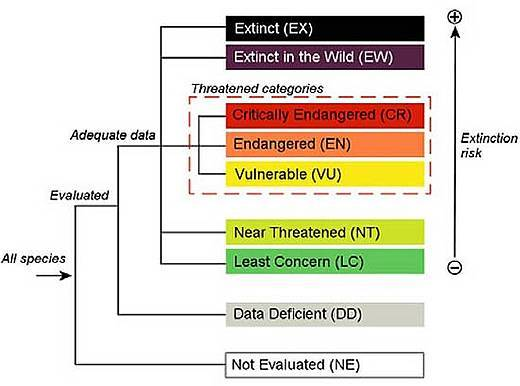 Extinct (EX)
Extinct in the Wild (EW)
Threatened categories
Critically Endangered (CR)
Adequate data
Endangered (EN)
Extinction
risk
Vulnerable (VU)
Evaluated
Near Threatened (NT)
All species
Least Concern (LC)
Data Deficient (DD)
Not Evaluated (NE)